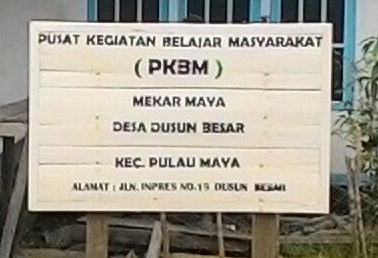 PUSAT KEGIATAN BELAJAR MASYARAKAT
( PKBM )
MEKAR MAYA
DESA DUSUN BESAR
KEC. PULAU MAYA
ALAMAT : JLN. INPRES NO.15 DUSUN BESAR